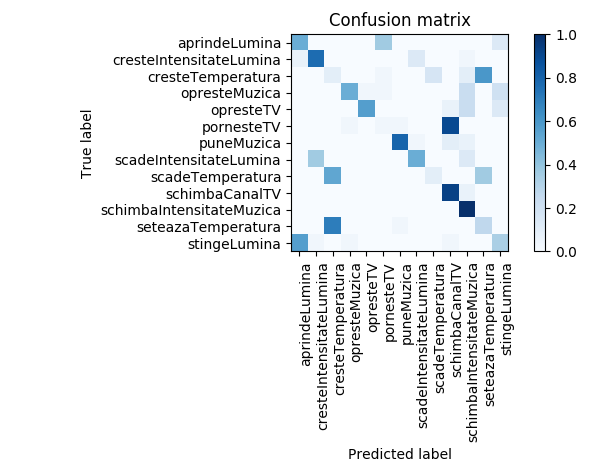 Confusion matrix
True label
aprindeLumina
cresteIntensitateLumina
cresteTemperatura
opresteMuzica
opresteTV
pornesteTV
puneMuzica
scadeIntensitateLumina
scadeTemperatura
schimbaCanalTV
schimbaIntensitateMuzica
seteazaTemperatura
stingeLumina
aprindeLumina
cresteIntensitateLumina
cresteTemperatura
opresteMuzica
opresteTV
pornesteTV
puneMuzica
scadeIntensitateLumina
scadeTemperatura
schimbaCanalTV
schimbaIntensitateMuzica
seteazaTemperatura
stingeLumina
Predicted label
1.0
0.8
0.6
0.4
0.2
0.0